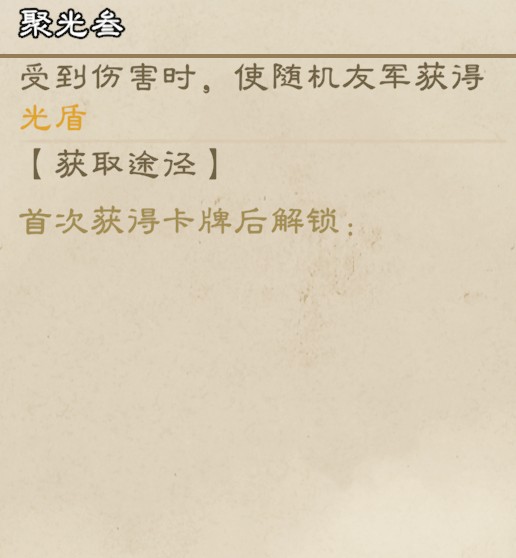 聚光叁
受到伤害时，使随机友军获得
光盾
【获取途径】
首次获得卡牌后解锁：